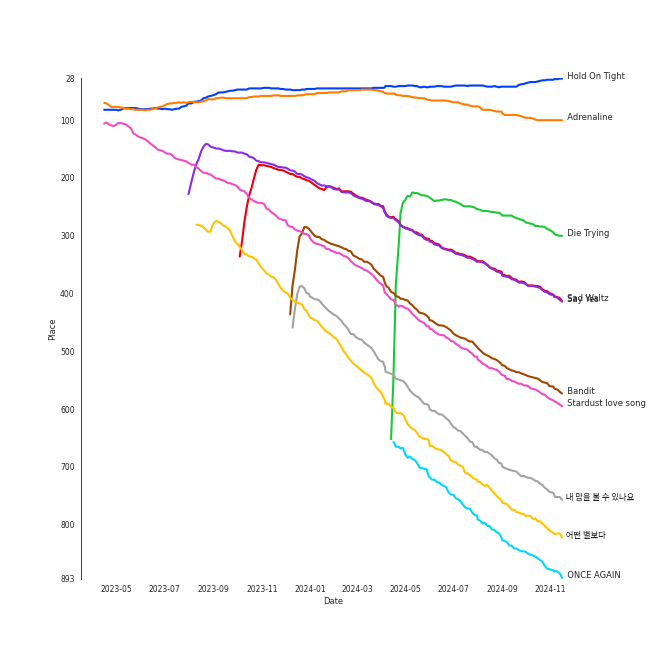 28
100
200
300
400
500
600
700
800
893
Place
2023-05
2023-07
2023-09
2023-11
2024-01
2024-03
2024-05
2024-07
2024-09
2024-11
Date
Hold On Tight
Adrenaline
Die Trying
Sad Waltz
Say Yes
Bandit
Stardust love song
내 맘을 볼 수 있나요
어떤 별보다
ONCE AGAIN